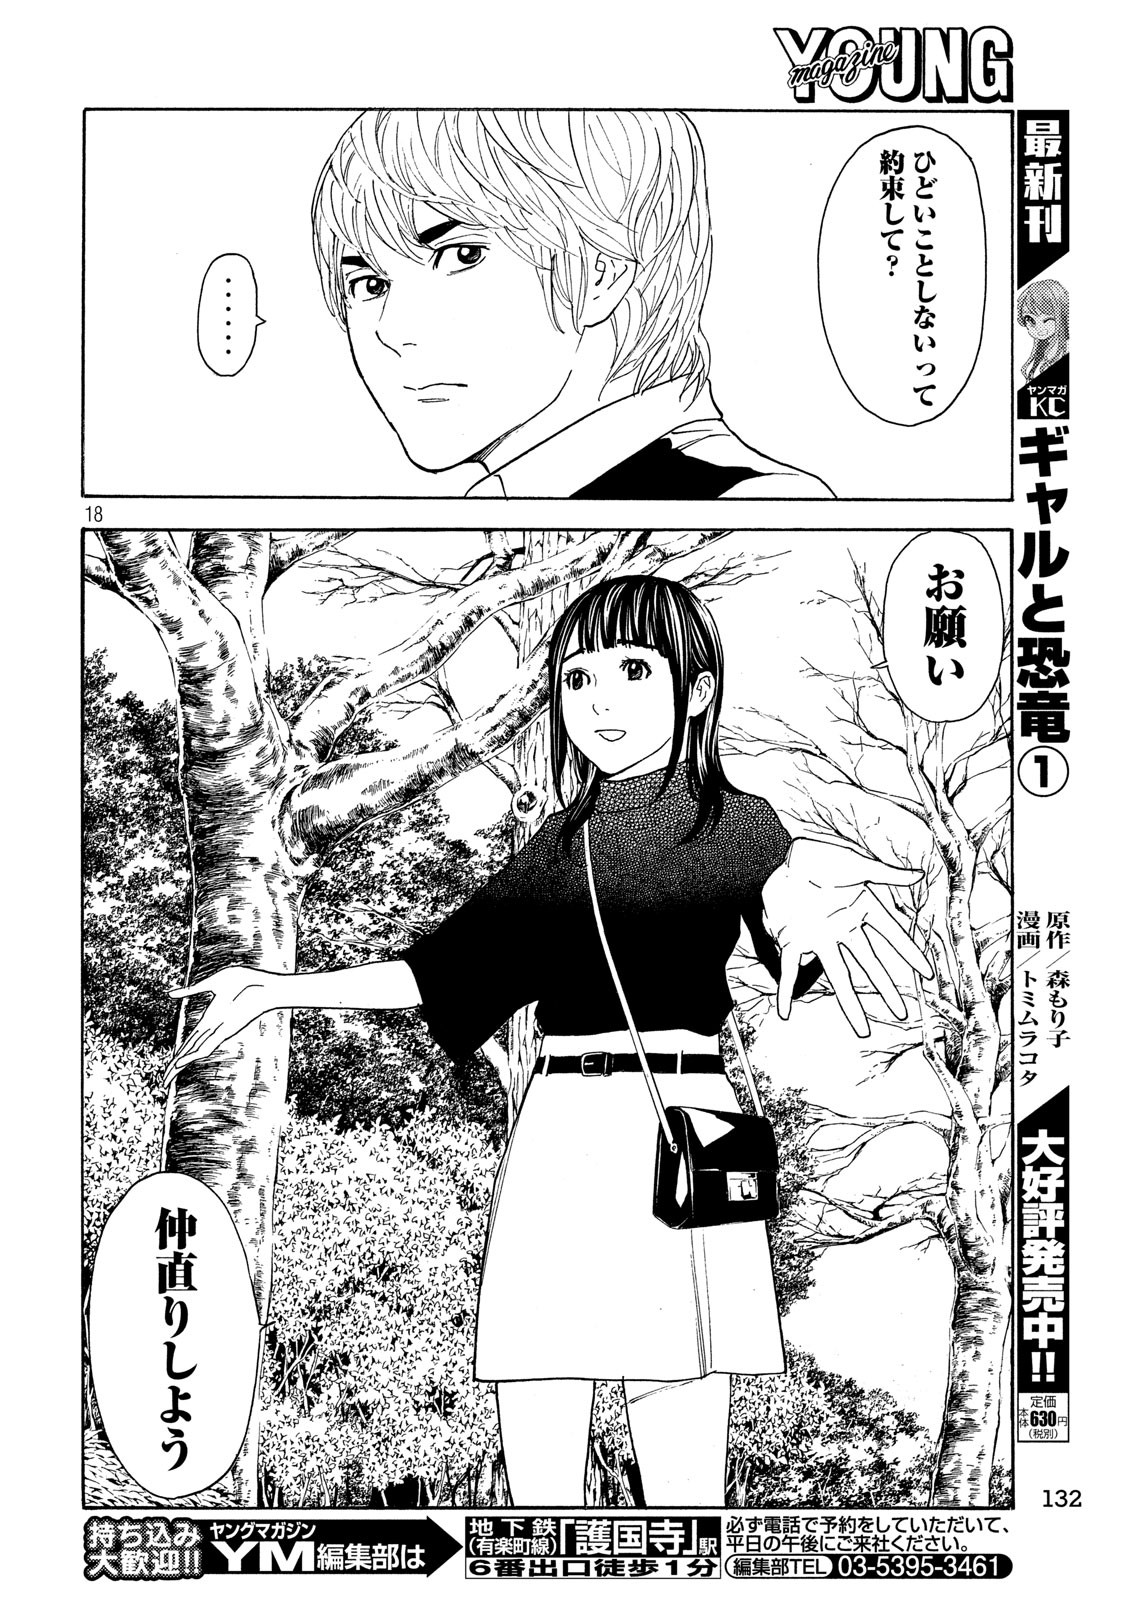 YOUNG
magazine
ひどいことしないって
約束して？
・・・・・・
18
お願い
仲直りしよう
最新刊
ヤンマガ
KC
ギャルと恐竜①
原作／森もり子
漫画／トミムラコタ
大好評発売中!!
定価
本体630円
(税別)
132
持ち込み
大歓迎!!
ヤングマガジン
YM編集部は
地下鉄
(有楽町線)
「護国寺」駅
6番出口徒歩1分
必ず電話で予約をしていただいて、
平日の午後にご来社ください。
編集部TEL 03-5395-3461